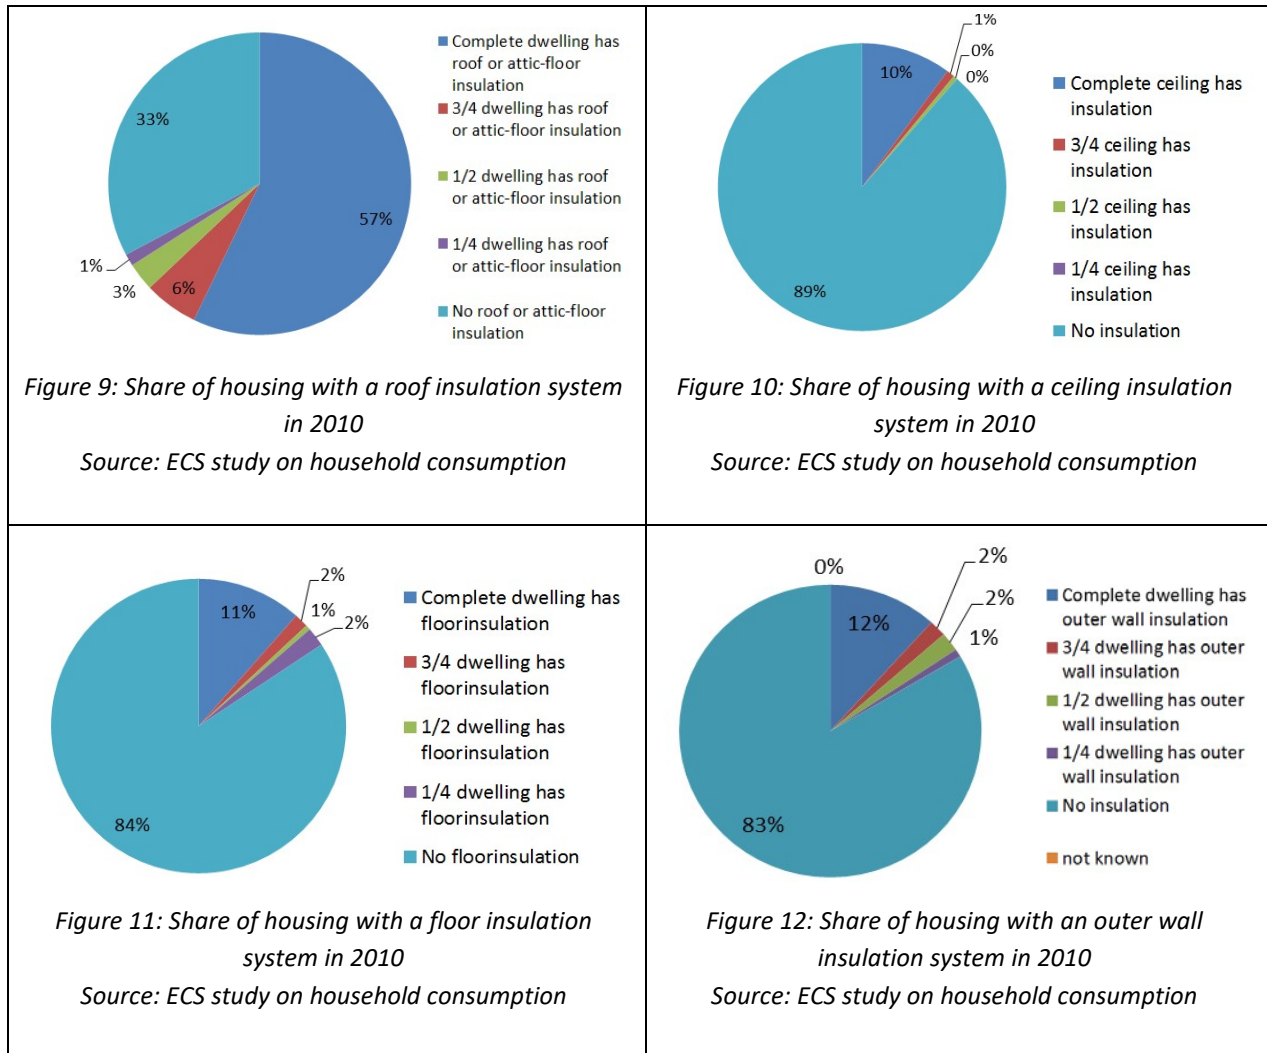 57%
6%
3%
1%
33%
Complete dwelling has
roof or attic-floor
insulation
3/4 dwelling has roof
or attic-floor insulation
1/2 dwelling has roof
or attic-floor insulation
1/4 dwelling has roof
or attic-floor insulation
No roof or attic-floor
insulation
Figure 9: Share of housing with a roof insulation system
in 2010
Source: ECS study on household consumption
10%
1%
0%
0%
89%
Complete ceiling has
insulation
3/4 ceiling has
insulation
1/2 ceiling has
insulation
1/4 ceiling has
insulation
No insulation
Figure 10: Share of housing with a ceiling insulation
system in 2010
Source: ECS study on household consumption
11%
2%
1%
2%
84%
Complete dwelling has
floorinsulation
3/4 dwelling has
floorinsulation
1/2 dwelling has
floorinsulation
1/4 dwelling has
floorinsulation
No floorinsulation
Figure 11: Share of housing with a floor insulation
system in 2010
Source: ECS study on household consumption
0%
12%
2%
2%
1%
83%
Complete dwelling has
outer wall insulation
3/4 dwelling has outer
wall insulation
1/2 dwelling has outer
wall insulation
1/4 dwelling has outer
wall insulation
No insulation
not known
Figure 12: Share of housing with an outer wall
insulation system in 2010
Source: ECS study on household consumption